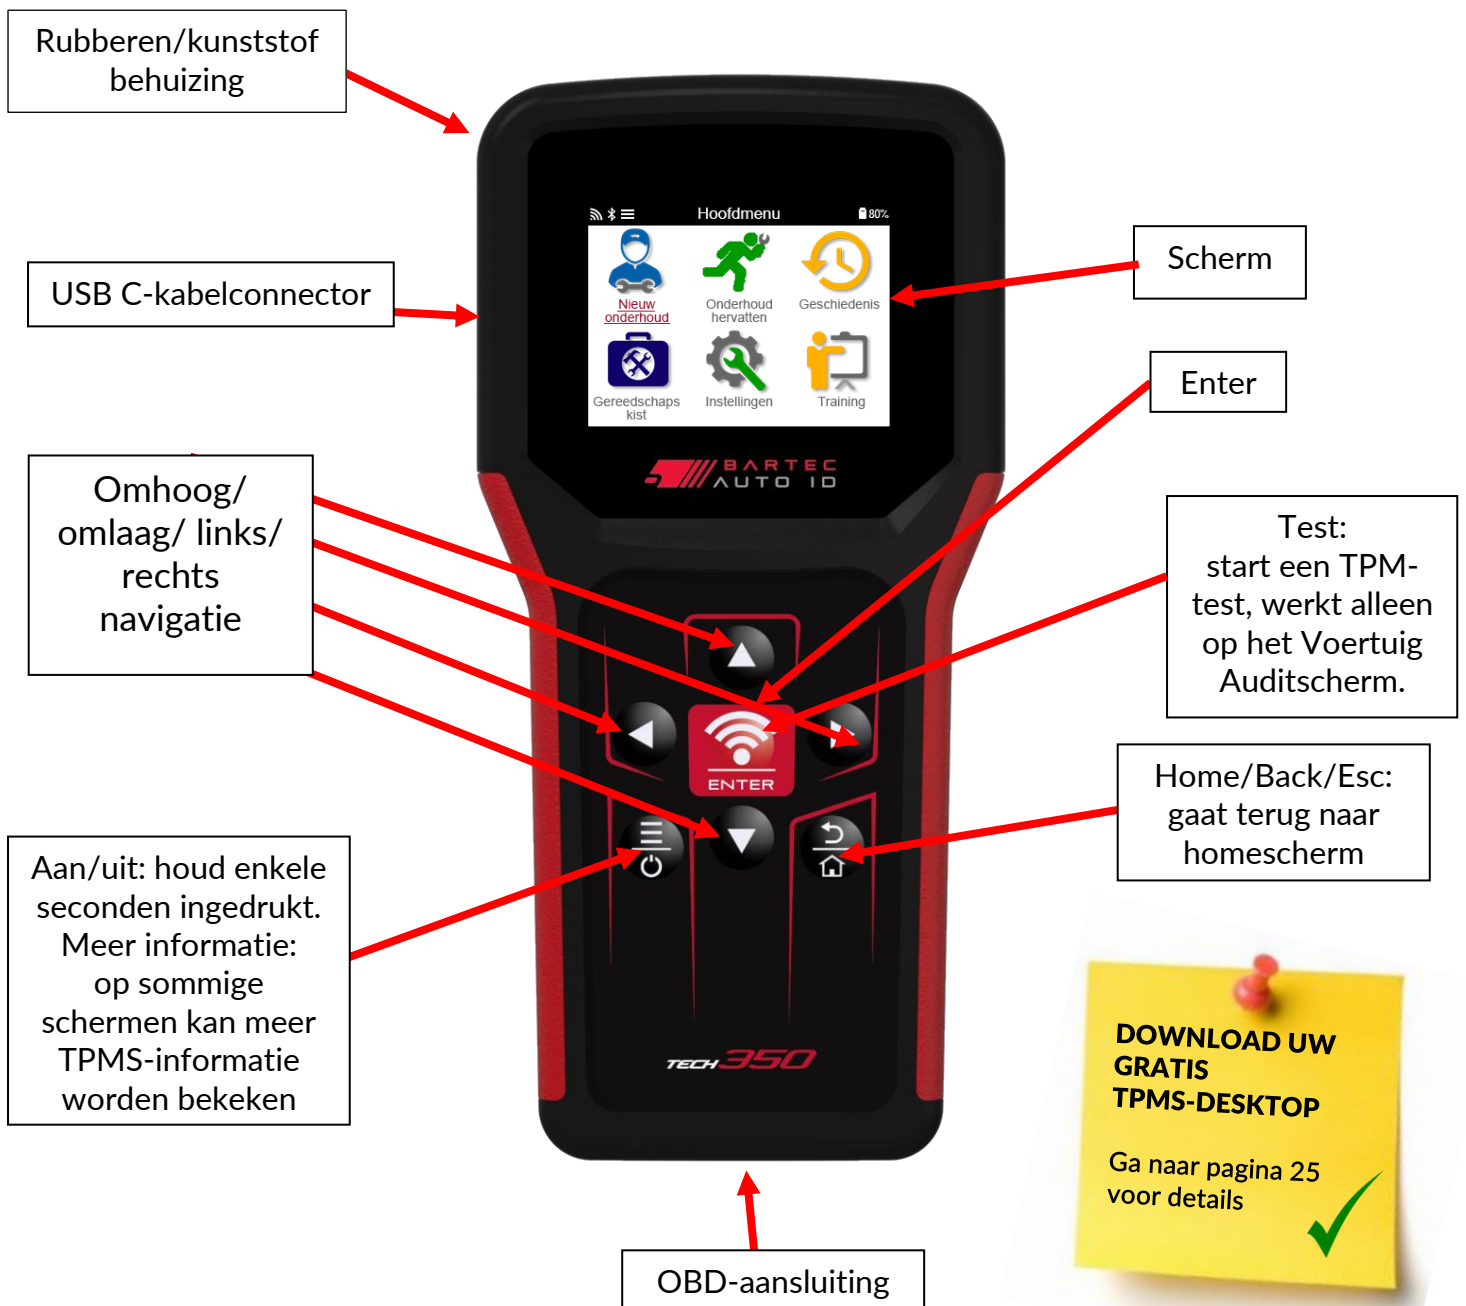 Rubberen/kunststof
behuizing
USB C-kabelconnector
Omhoog/
omlaag/ links/
rechts
navigatie
Aan/uit: houd enkele
seconden ingedrukt.
Meer informatie:
op sommige
schermen kan meer
TPMS-informatie
worden bekeken
Hoofdmenu
80%
Nieuw
onderhoud
Onderhoud
hervatten
Geschiedenis
Gereedschaps
kist
Instellingen
Training
BARTEC
AUTO ID
ENTER
TECH350
OBD-aansluiting
Scherm
Enter
Test:
start een TPM-
test, werkt alleen
op het Voertuig
Auditscherm.
Home/Back/Esc:
gaat terug naar
homescherm
DOWNLOAD UW
GRATIS
TPMS-DESKTOP
Ga naar pagina 25
voor details